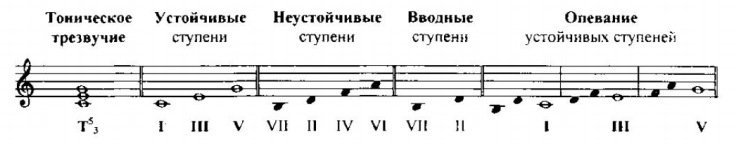 Тоническое Устойчивые Неустойчивые Вводные Опевание
трезвучие ступени ступени ступени устойчивых ступеней
T⁵₃ I III V VII II IV VI VII II I III V